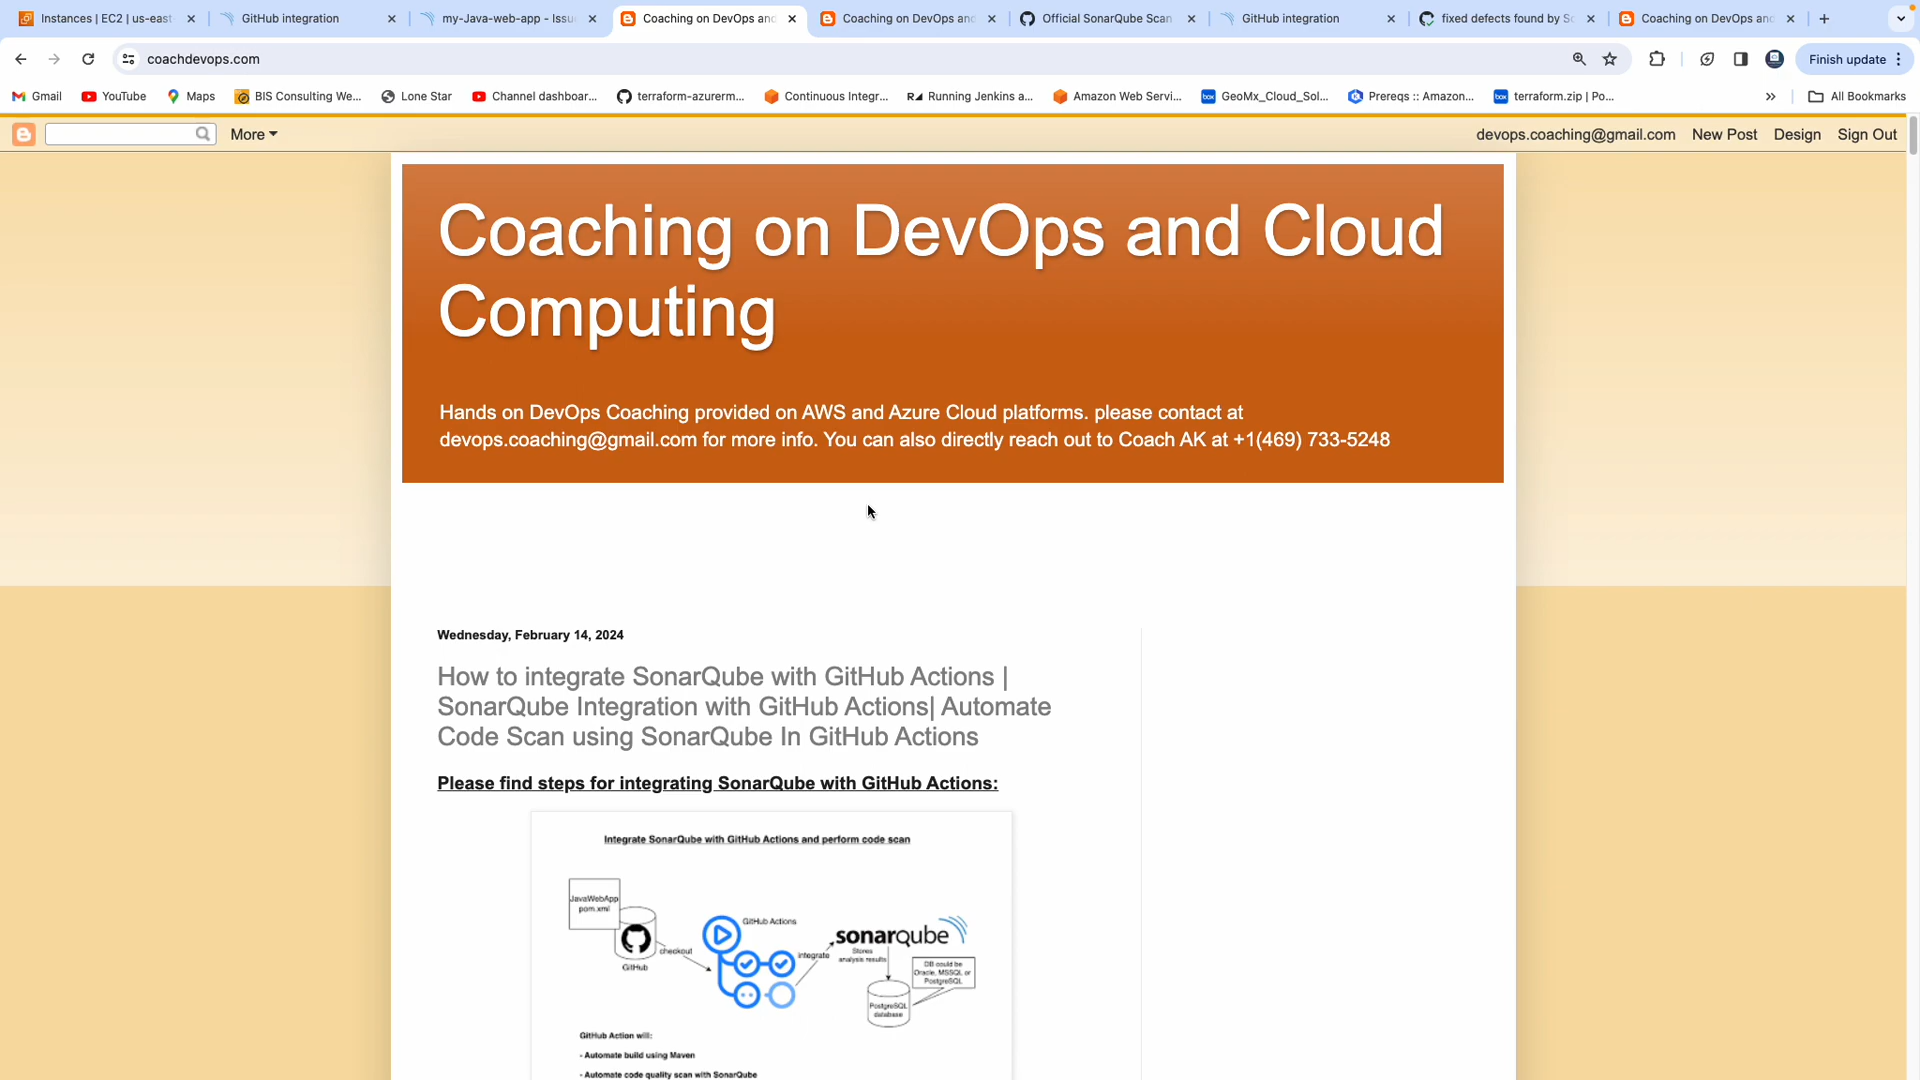 Instances | EC2 | us-east
GitHub integration
my-Java-web-app - Issu
Coaching on DevOps and
Coaching on DevOps and
Official SonarQube Scan
GitHub integration
fixed defects found by S
Coaching on DevOps and
coachdevops.com
Finish update
Gmail
YouTube
Maps
BIS Consulting We...
Lone Star
Channel dashboar...
terraform-azurerm...
Continuous Integr...
Running Jenkins a...
Amazon Web Servi...
GeoMx_Cloud_Sol...
Prereqs :: Amazon...
terraform.zip | Po...
»
All Bookmarks
More
devops.coaching@gmail.com
New Post
Design
Sign Out
Coaching on DevOps and Cloud
Computing
Hands on DevOps Coaching provided on AWS and Azure Cloud platforms. please contact at
devops.coaching@gmail.com for more info. You can also directly reach out to Coach AK at +1(469) 733-5248
Wednesday, February 14, 2024
How to integrate SonarQube with GitHub Actions |
SonarQube Integration with GitHub Actions| Automate
Code Scan using SonarQube In GitHub Actions
Please find steps for integrating SonarQube with GitHub Actions:
Integrate SonarQube with GitHub Actions and perform code scan
JavaWebApp
pom.xml
GitHub
checkout
GitHub Actions
integrate
sonarqube
Stores
analysis results
DB could be
Oracle, MSSQL or
PostgreSQL
PostgreSQL
database
GitHub Action will:
- Automate build using Maven
- Automate code quality scan with SonarQube